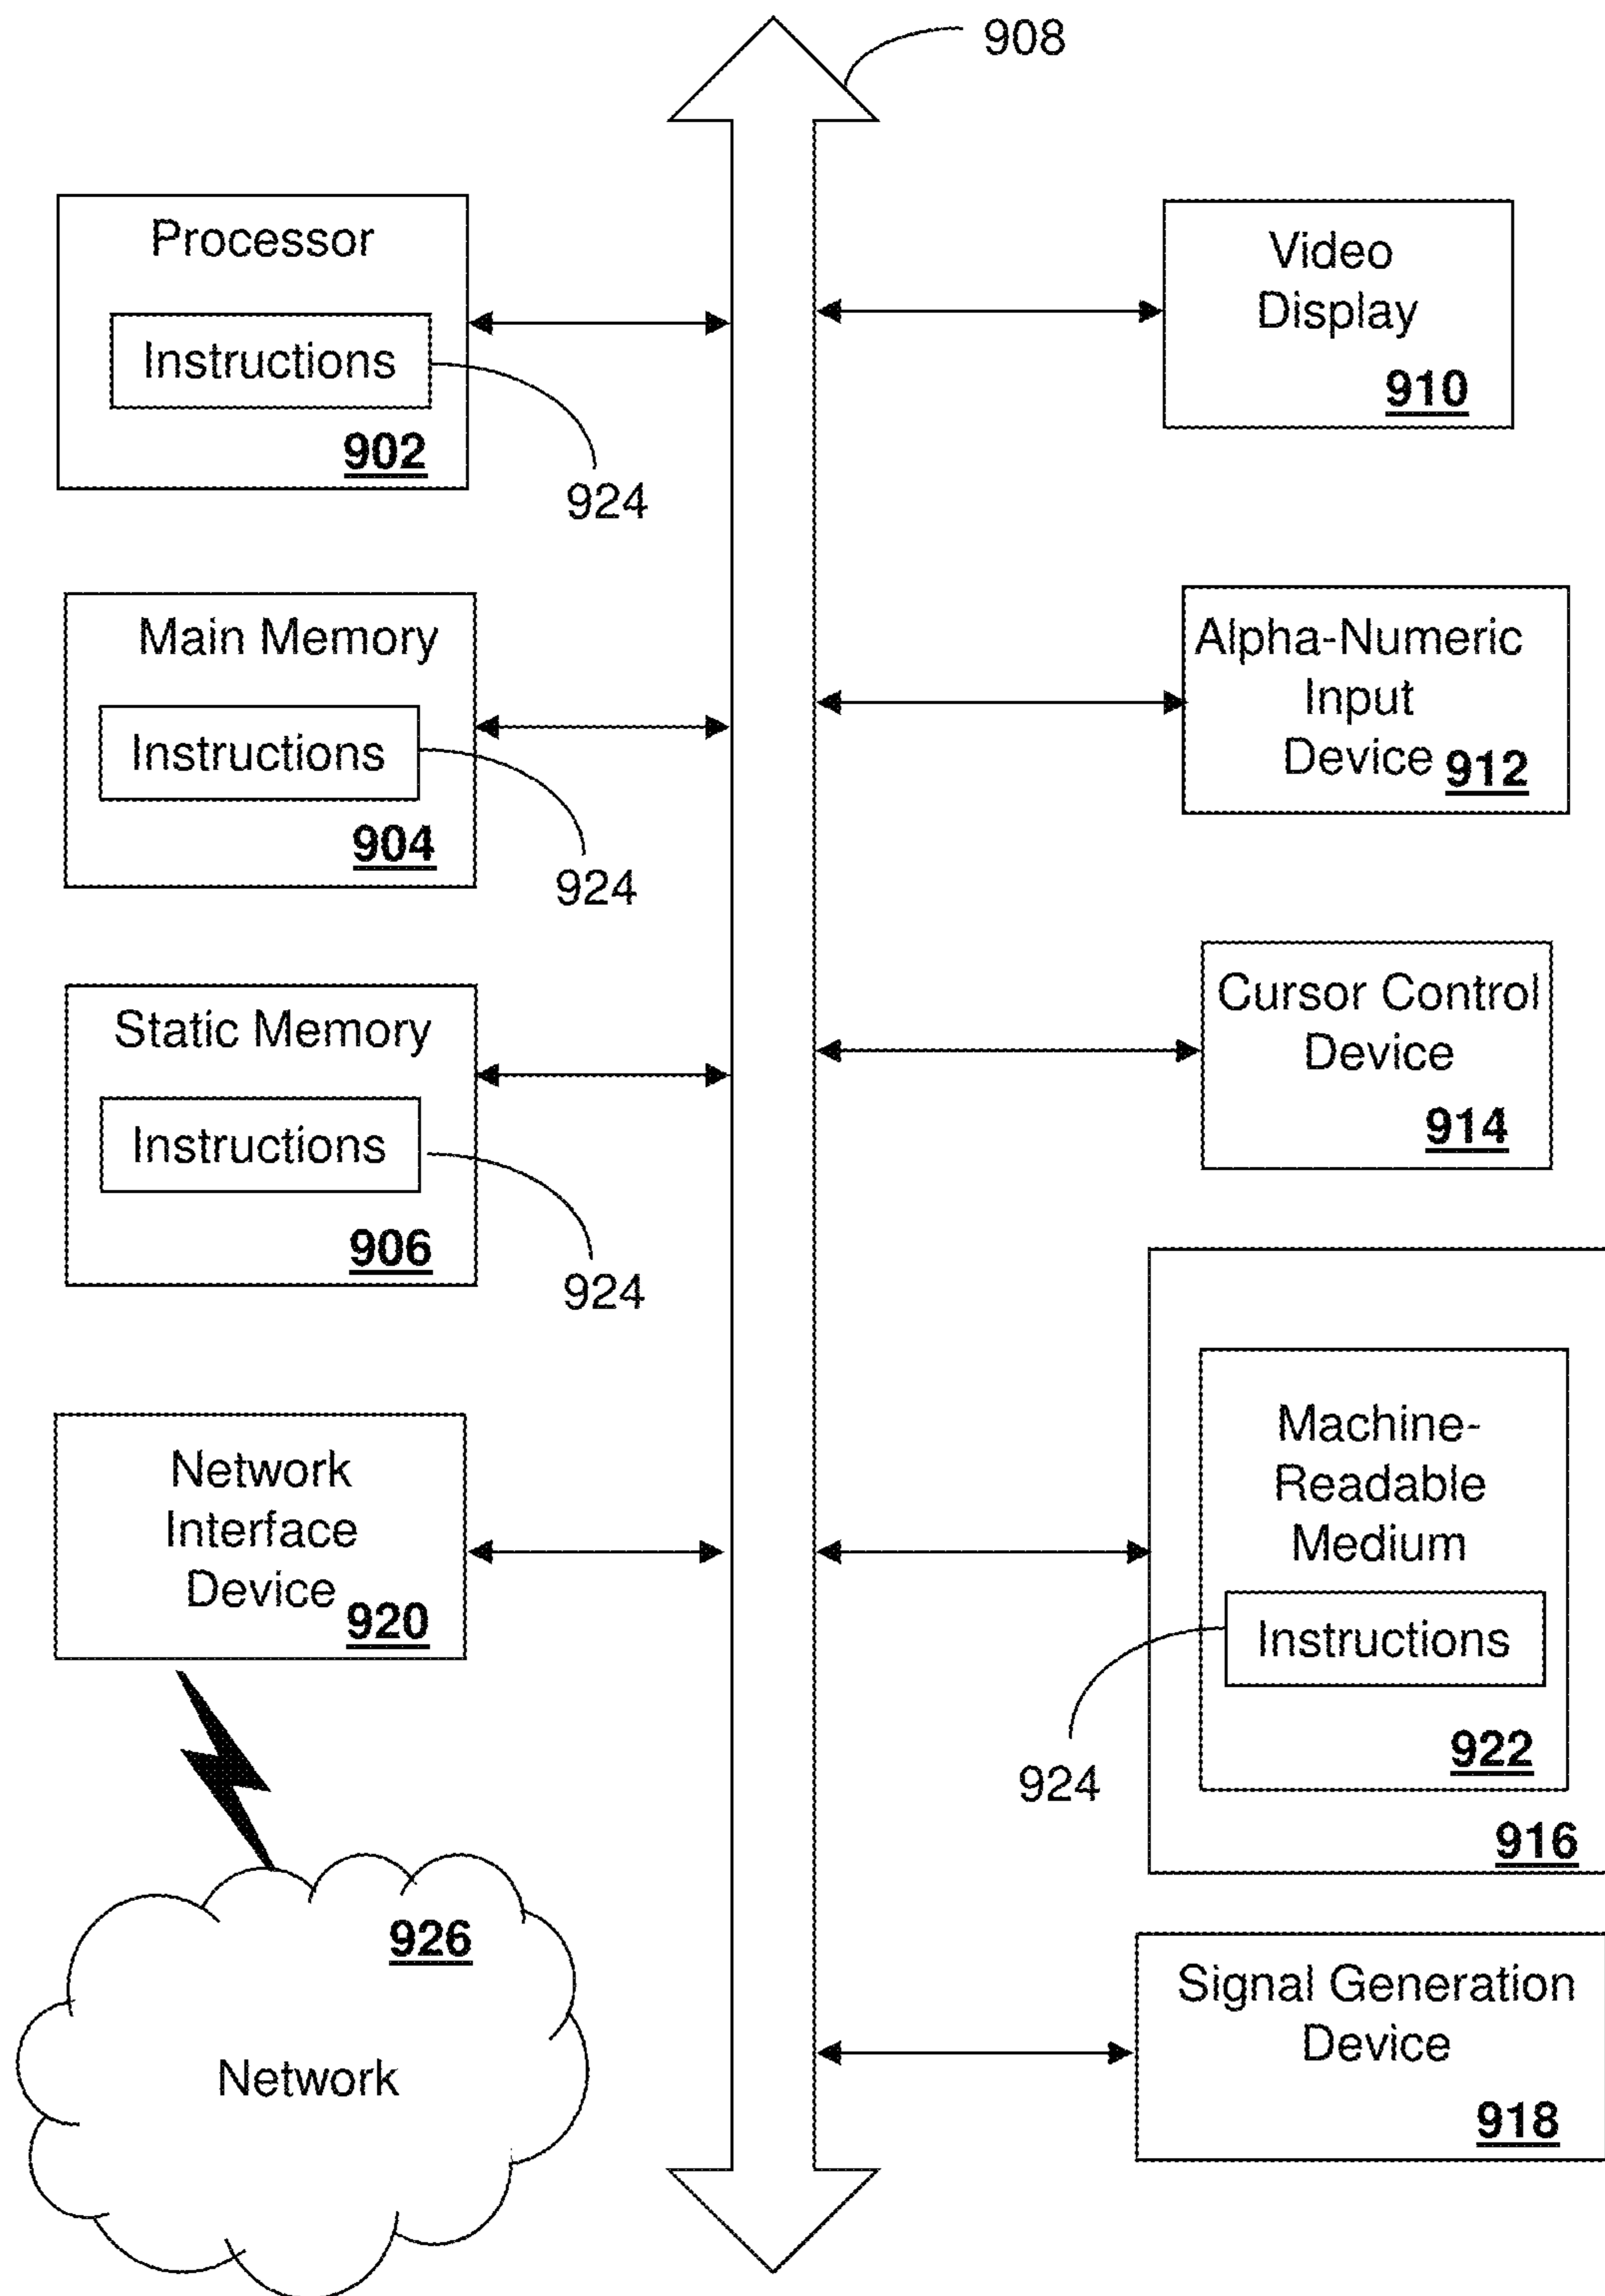 908
Processor
Instructions
902
924
Main Memory
Instructions
904
924
Static Memory
Instructions
906
924
Network
Interface
Device
920
926
Network
Video
Display
910
Alpha-Numeric
Input
Device 912
Cursor Control
Device
914
Machine-
Readable
Medium
Instructions
922
924
916
Signal Generation
Device
918